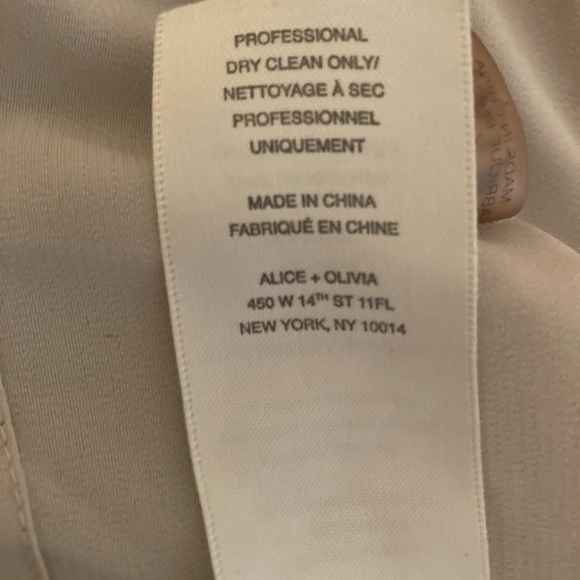 PROFESSIONAL
DRY CLEAN ONLY/
NETTOYAGE À SEC
PROFESSIONNEL
UNIQUEMENT
MADE IN CHINA
FABRIQUÉ EN CHINE
ALICE + OLIVIA
450 W 14TH ST 11FL
NEW YORK, NY 10014